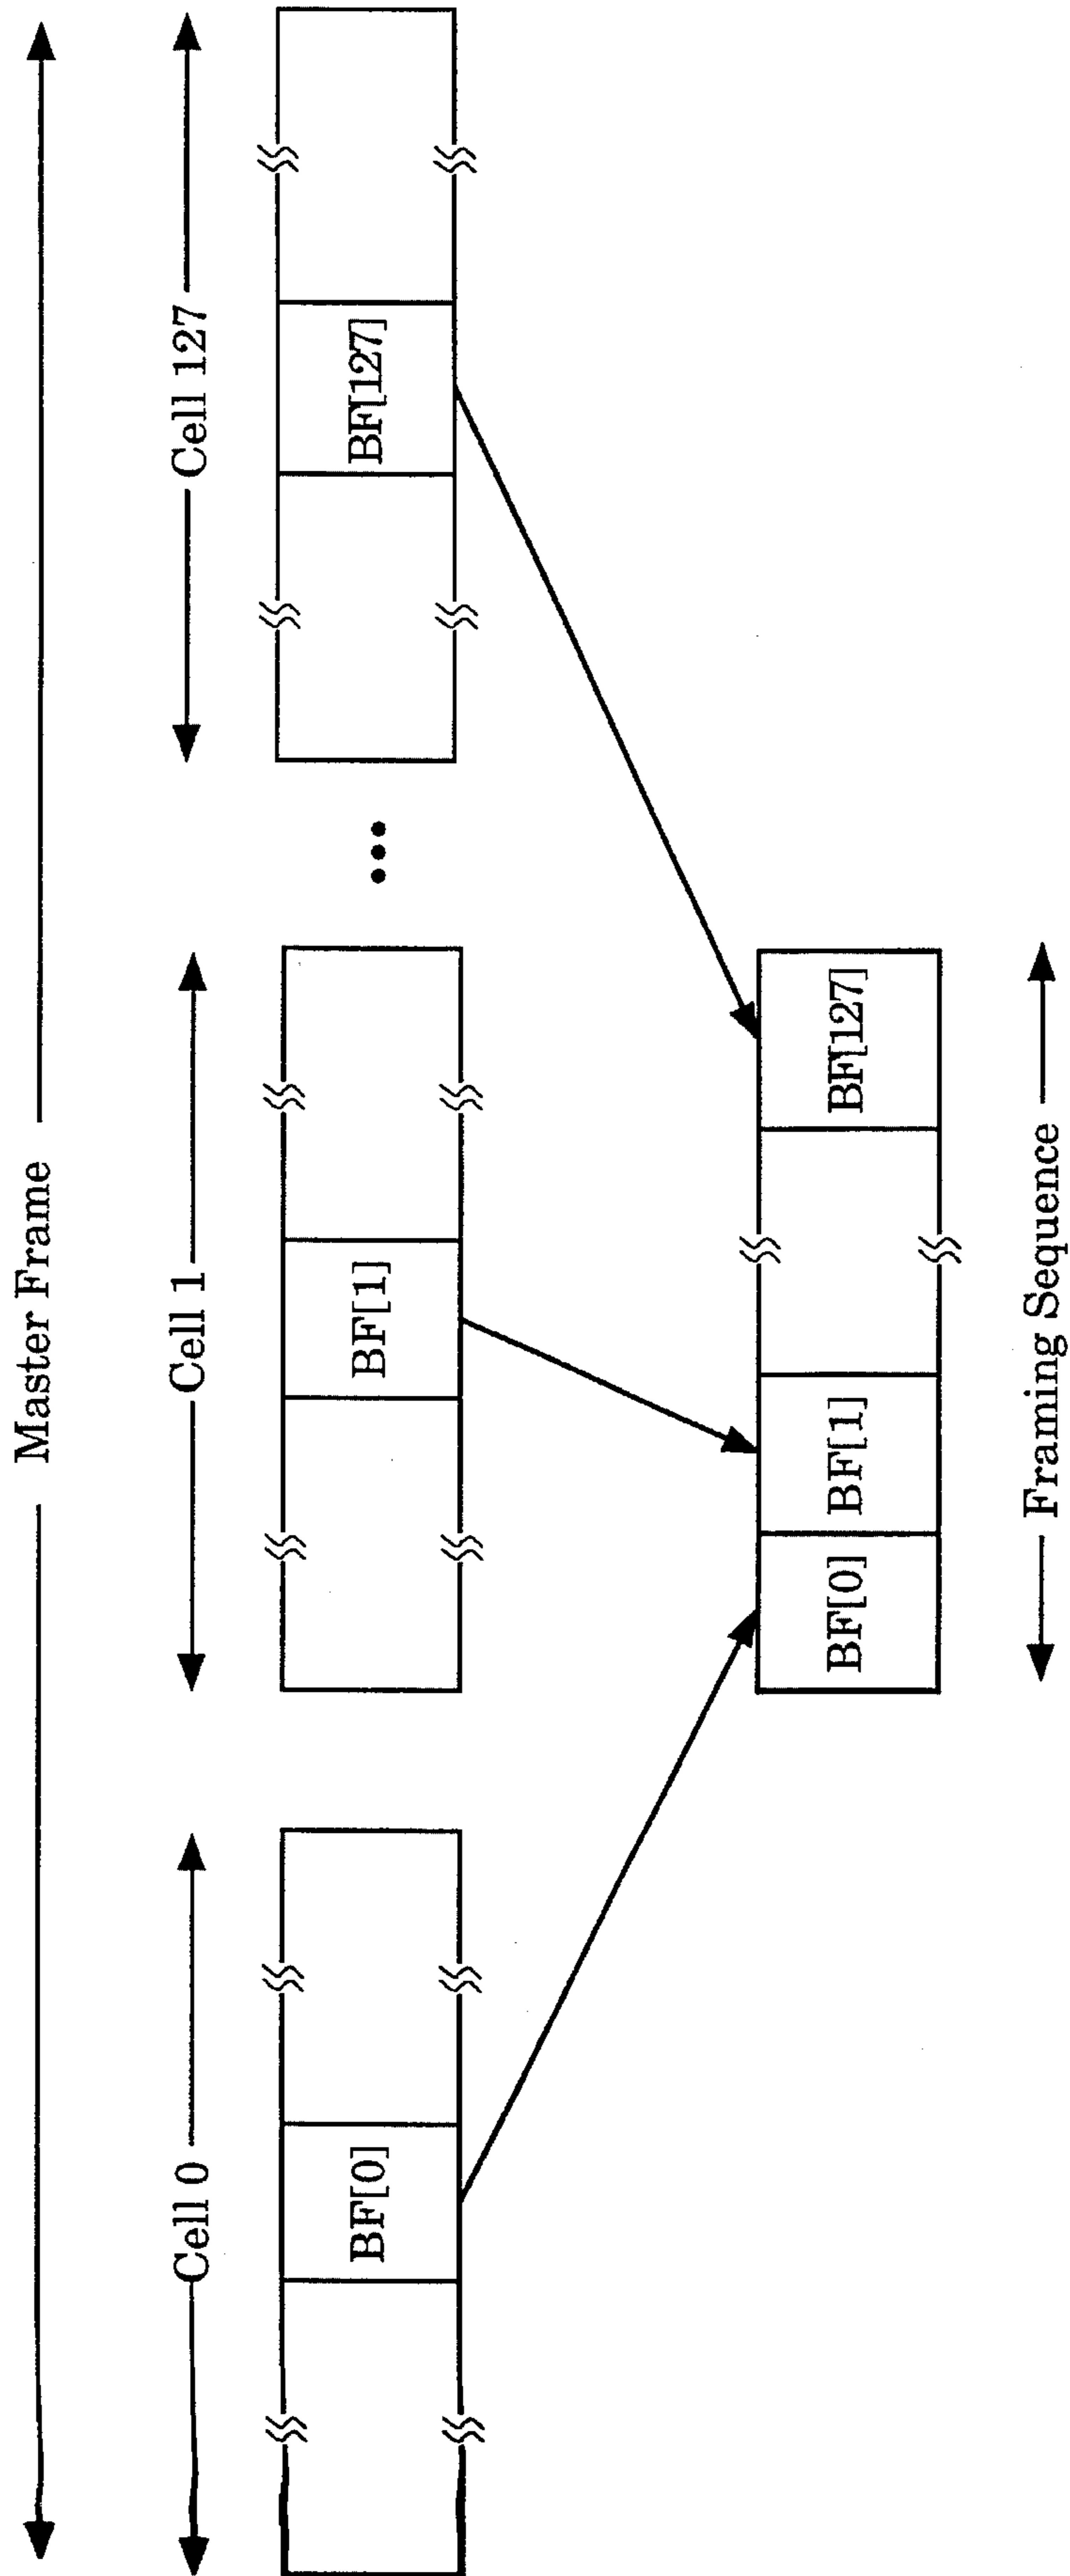 Master Frame
Cell 0
Cell 1
Cell 127
BF[0]
BF[1]
•••
BF[127]
BF[0]
BF[1]
BF[127]
Framing Sequence